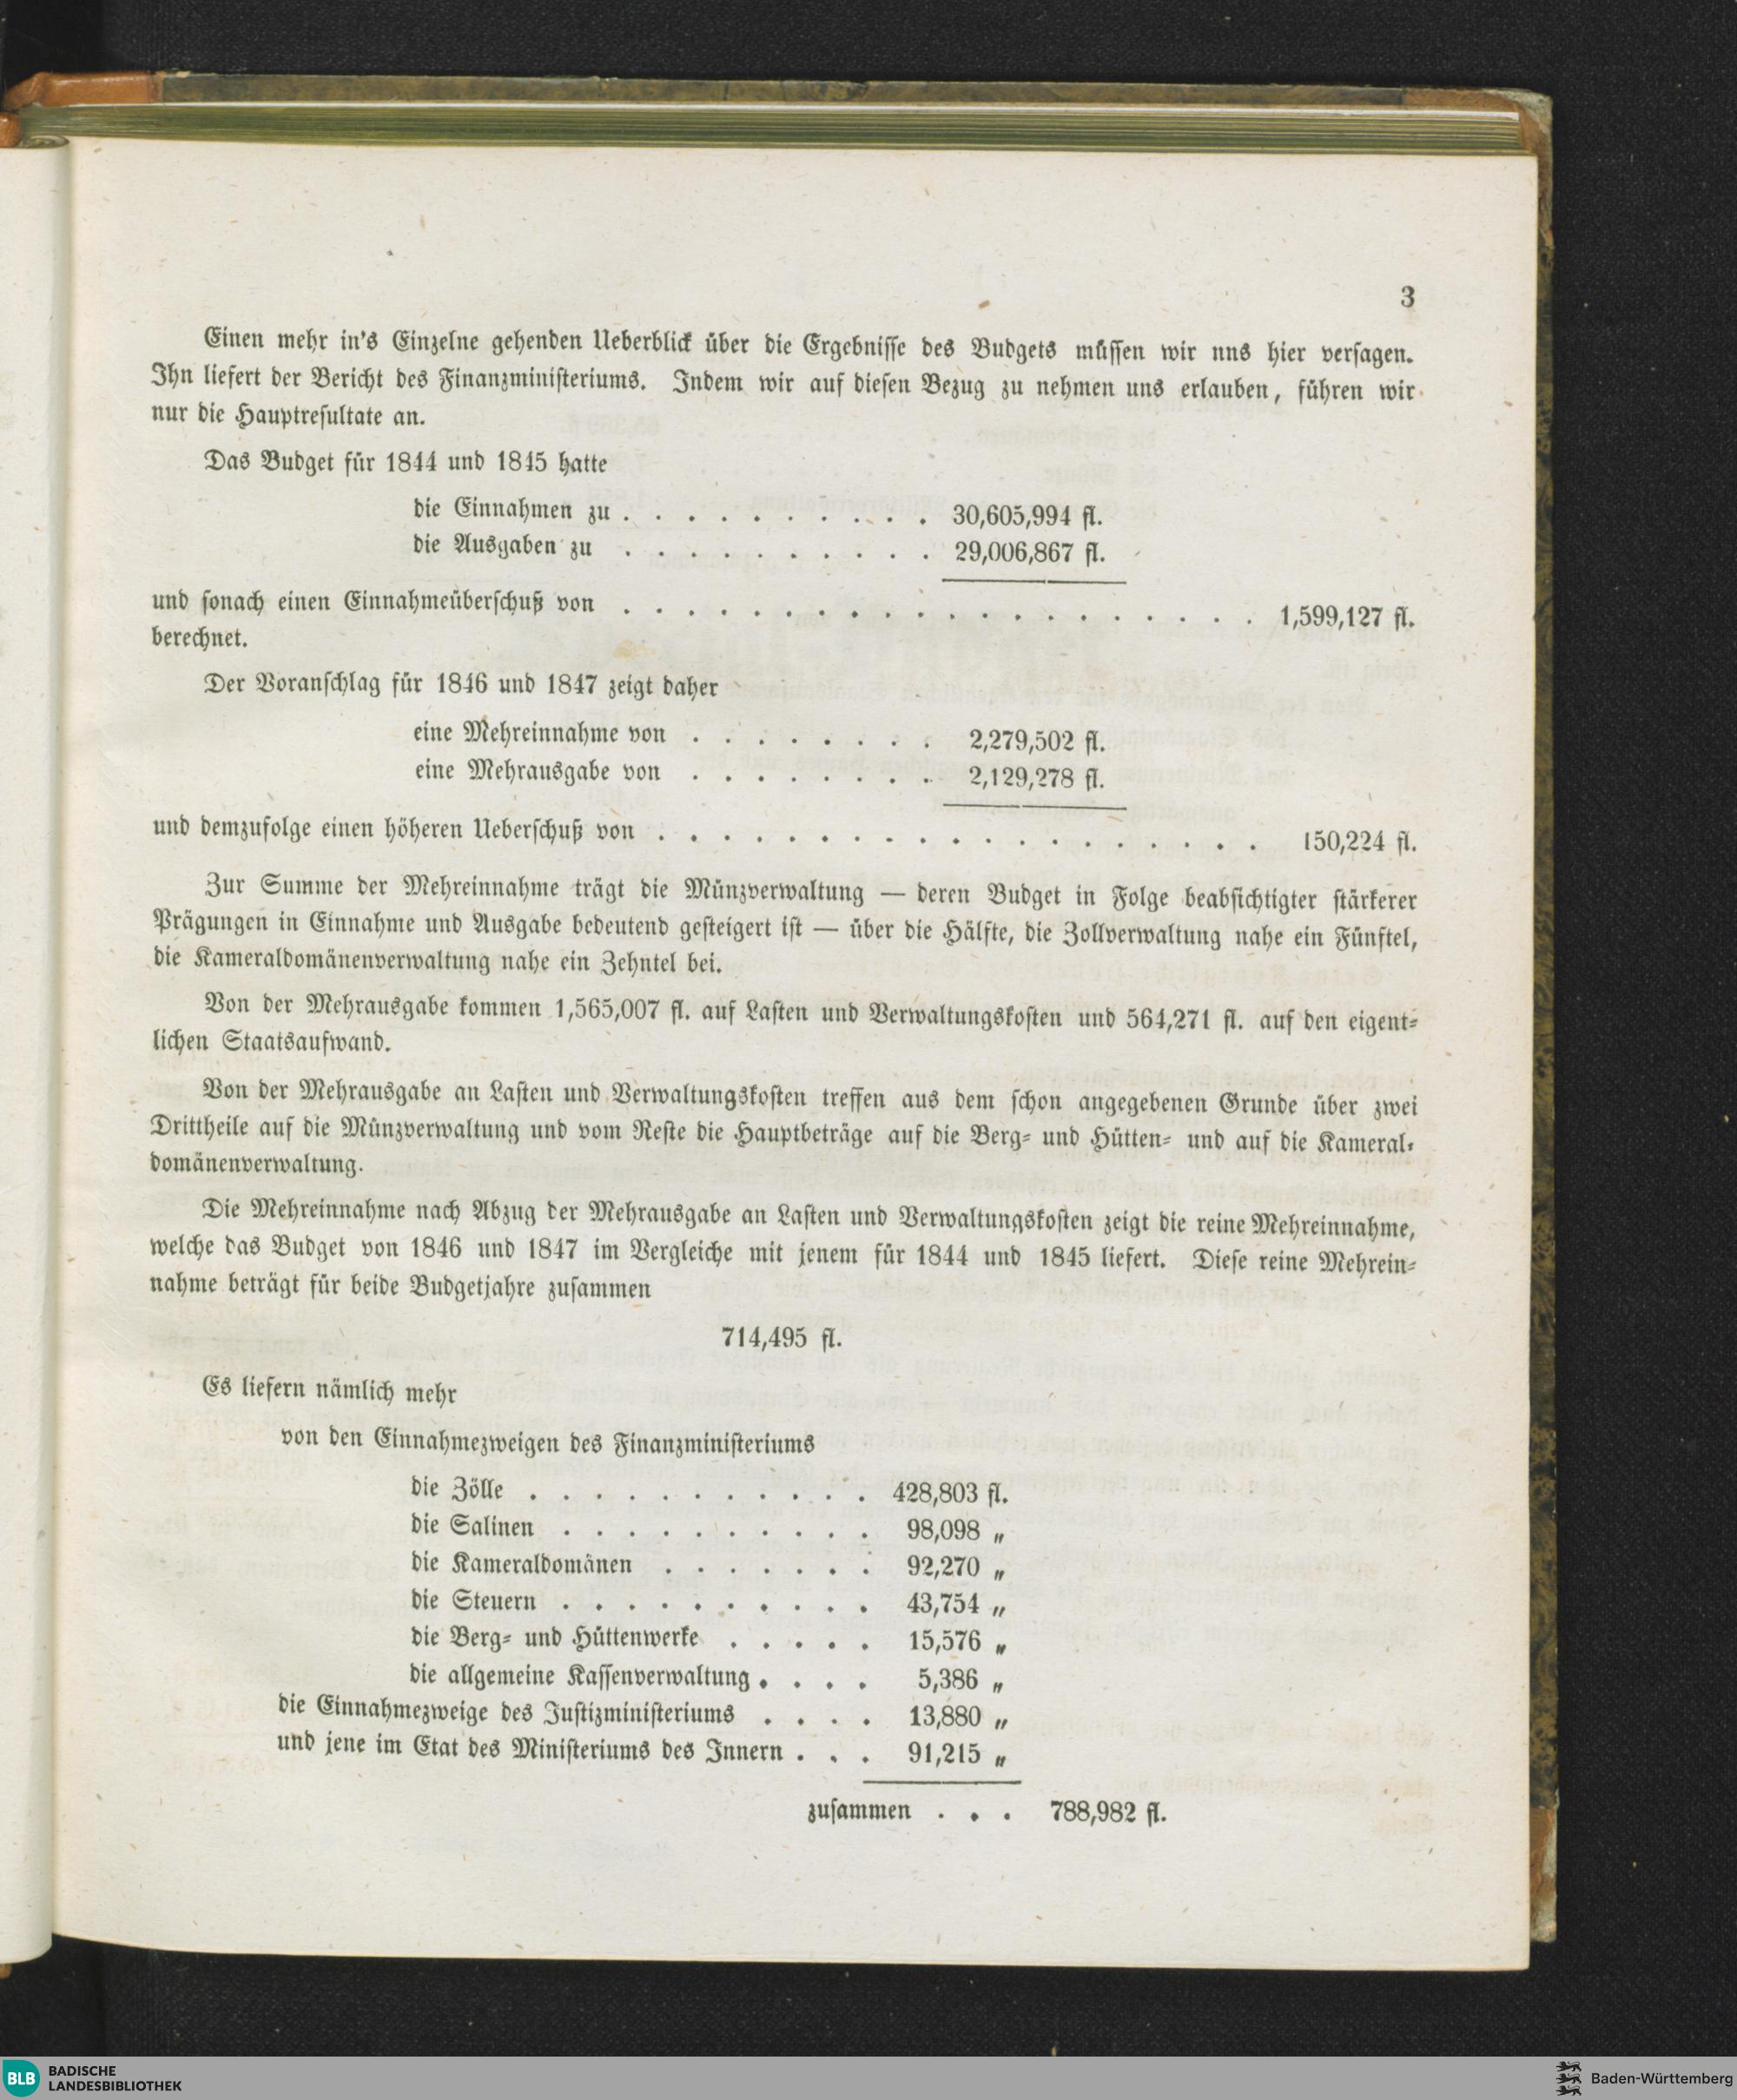 3
Einen mehr in's Einzelne gehenden Ueberblick über die Ergebnisse des Budgets müssen wir nns hier versagen.
Ihn liefert der Bericht des Finanzministeriums. Indem wir auf diesen Bezug zu nehmen uns erlauben, führen wir
nur die Hauptresultate an.
Das Budget für 1844 und 1845 hatte
die Einnahmen zu . . . . . . . . . . 30,605,994 fl.
die Ausgaben zu . . . . . . . . . . 29,006,867 fl.
und sonach einen Einnahmeüberschuß von . . . . . . . . . . . . . . . . . . . . 1,599,127 fl.
berechnet.
Der Voranschlag für 1846 und 1847 zeigt daher
eine Mehreinnahme von . . . . . . . . 2,279,502 fl.
eine Mehrausgabe von . . . . . . . . 2,129,278 fl.
und demzufolge einen höheren Ueberschuß von . . . . . . . . . . . . . . . . . . . 150,224 fl.
Zur Summe der Mehreinnahme trägt die Münzverwaltung — deren Budget in Folge beabsichtigter stärkerer
Prägungen in Einnahme und Ausgabe bedeutend gesteigert ist — über die Hälfte, die Zollverwaltung nahe ein Fünftel,
die Kameraldomänenverwaltung nahe ein Zehntel bei.
Von der Mehrausgabe kommen 1,565,007 fl. auf Lasten und Verwaltungskosten und 564,271 fl. auf den eigent-
lichen Staatsaufwand.
Von der Mehrausgabe an Lasten und Verwaltungskosten treffen aus dem schon angegebenen Grunde über zwei
Drittheile auf die Münzverwaltung und vom Reste die Hauptbeträge auf die Berg- und Hütten- und auf die Kameral-
domänenverwaltung.
Die Mehreinnahme nach Abzug der Mehrausgabe an Lasten und Verwaltungskosten zeigt die reine Mehreinnahme,
welche das Budget von 1846 und 1847 im Vergleiche mit jenem für 1844 und 1845 liefert. Diese reine Mehrein-
nahme beträgt für beide Budgetjahre zusammen
714,495 fl.
Es liefern nämlich mehr
von den Einnahmezweigen des Finanzministeriums
die Zölle . . . . . . . . . . . 428,803 fl.
die Salinen . . . . . . . . . . 98,098 „
die Kameraldomänen . . . . . . . 92,270 „
die Steuern . . . . . . . . . . 43,754 „
die Berg- und Hüttenwerke . . . . . 15,576 „
die allgemeine Kassenverwaltung . . . . 5,386 „
die Einnahmezweige des Justizministeriums . . . . 13,880 „
und jene im Etat des Ministeriums des Innern . . . 91,215 „
zusammen . . . 788,982 fl.
BLB BADISCHE
LANDESBIBLIOTHEK
Baden-Württemberg